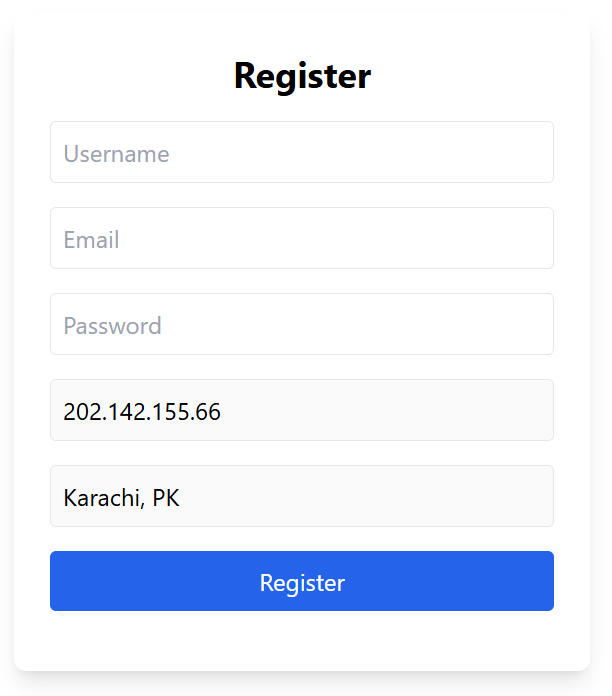 Register
Username
Email
Password
202.142.155.66
Karachi, PK
Register